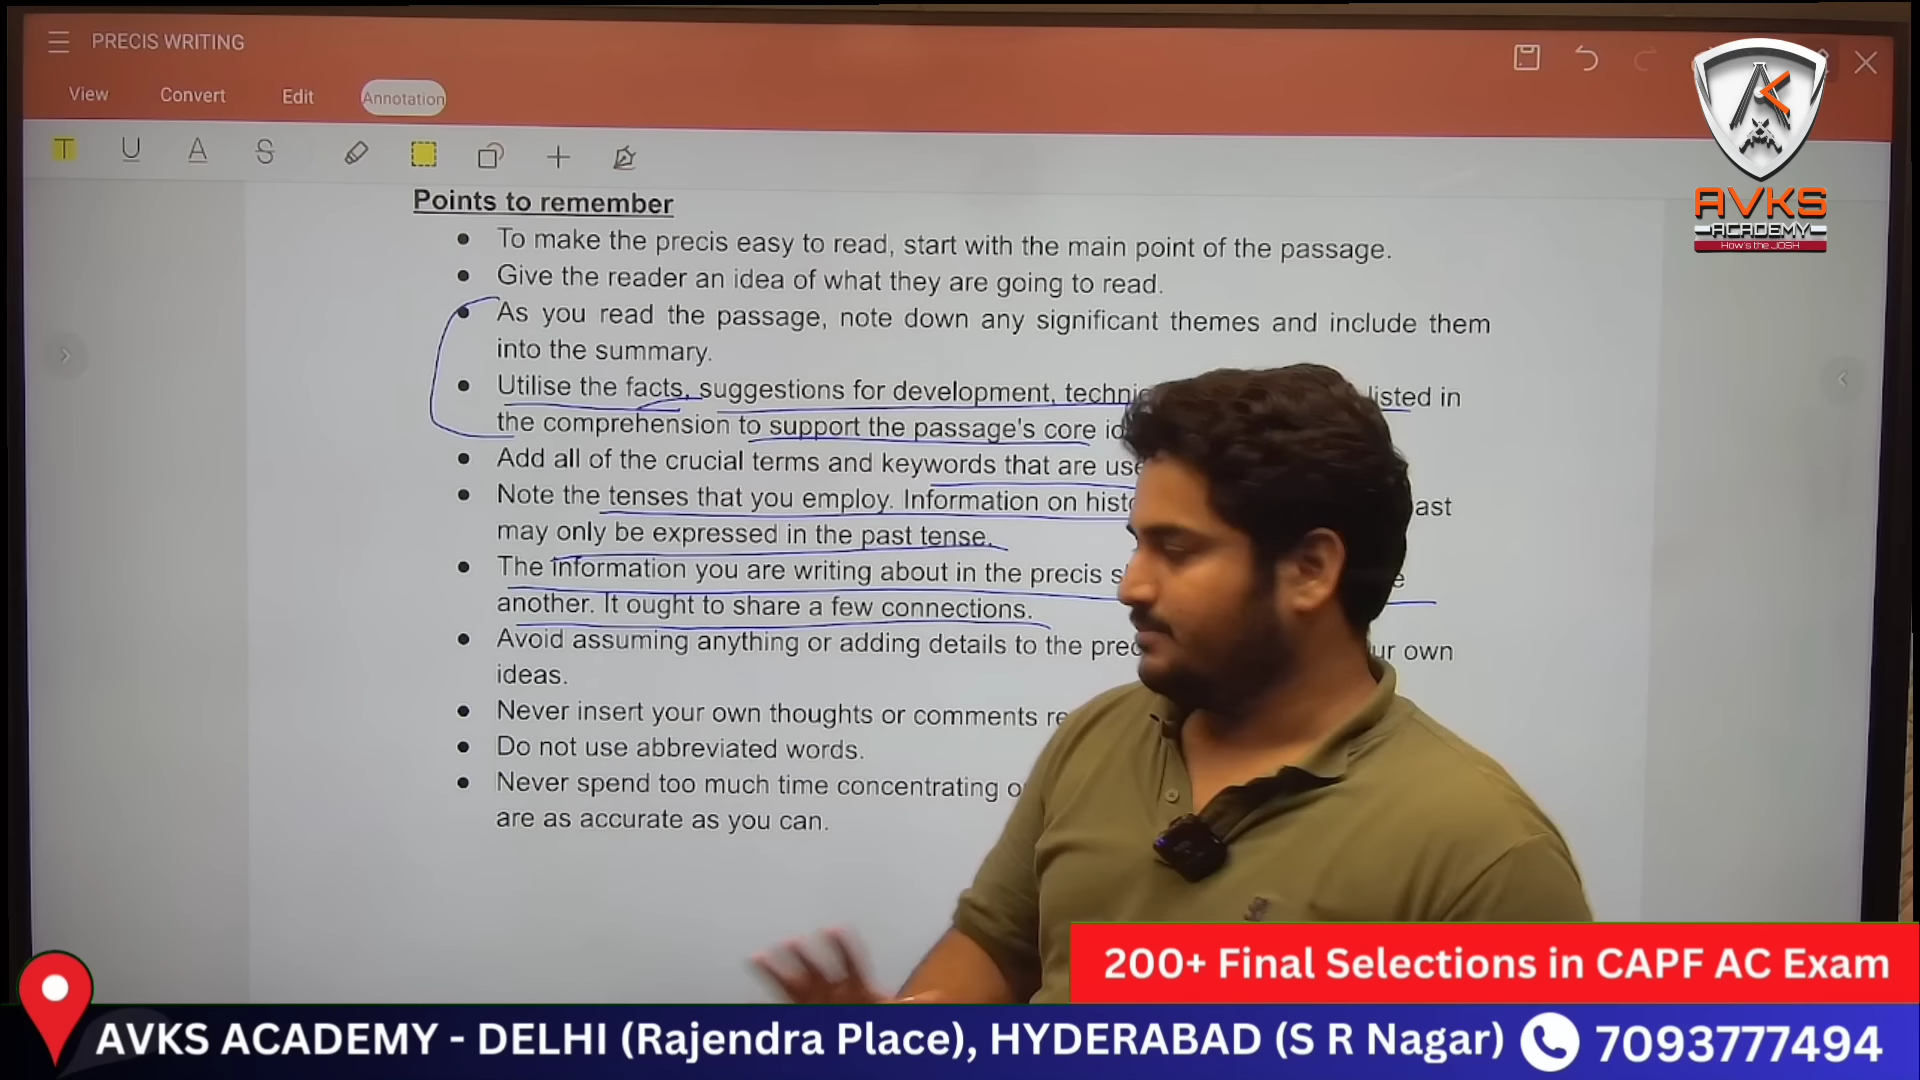 PRECIS WRITING
View Convert Edit Annotation
T U A S
Points to remember
● To make the precis easy to read, start with the main point of the passage.
● Give the reader an idea of what they are going to read.
● As you read the passage, note down any significant themes and include them
into the summary.
● Utilise the facts, suggestions for development, listed in
the comprehension to support the passage's core
● Add all of the crucial terms and keywords that are
● Note the tenses that you employ. Information on
may only be expressed in the past tense.
● The information you are writing about in the precis
another. It ought to share a few connections.
● Avoid assuming anything or adding details to the own
ideas.
● Never insert your own thoughts or comments
● Do not use abbreviated words.
● Never spend too much time concentrating
are as accurate as you can.
AVKS
ACADEMY
How's the JOSH
200+ Final Selections in CAPF AC Exam
AVKS ACADEMY - DELHI (Rajendra Place), HYDERABAD (S R Nagar) 7093777494